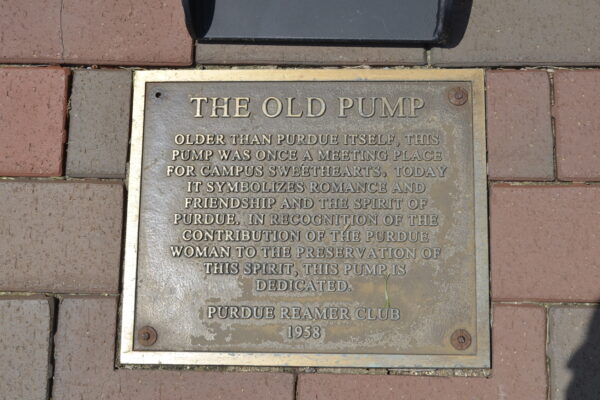 THE OLD PUMP
OLDER THAN PURDUE ITSELF, THIS
PUMP WAS ONCE A MEETING PLACE
FOR CAMPUS SWEETHEARTS. TODAY
IT SYMBOLIZES ROMANCE AND
FRIENDSHIP AND THE SPIRIT OF
PURDUE. IN RECOGNITION OF THE
CONTRIBUTION OF THE PURDUE
WOMAN TO THE PRESERVATION OF
THIS SPIRIT, THIS PUMP IS
DEDICATED.
PURDUE REAMER CLUB
1958